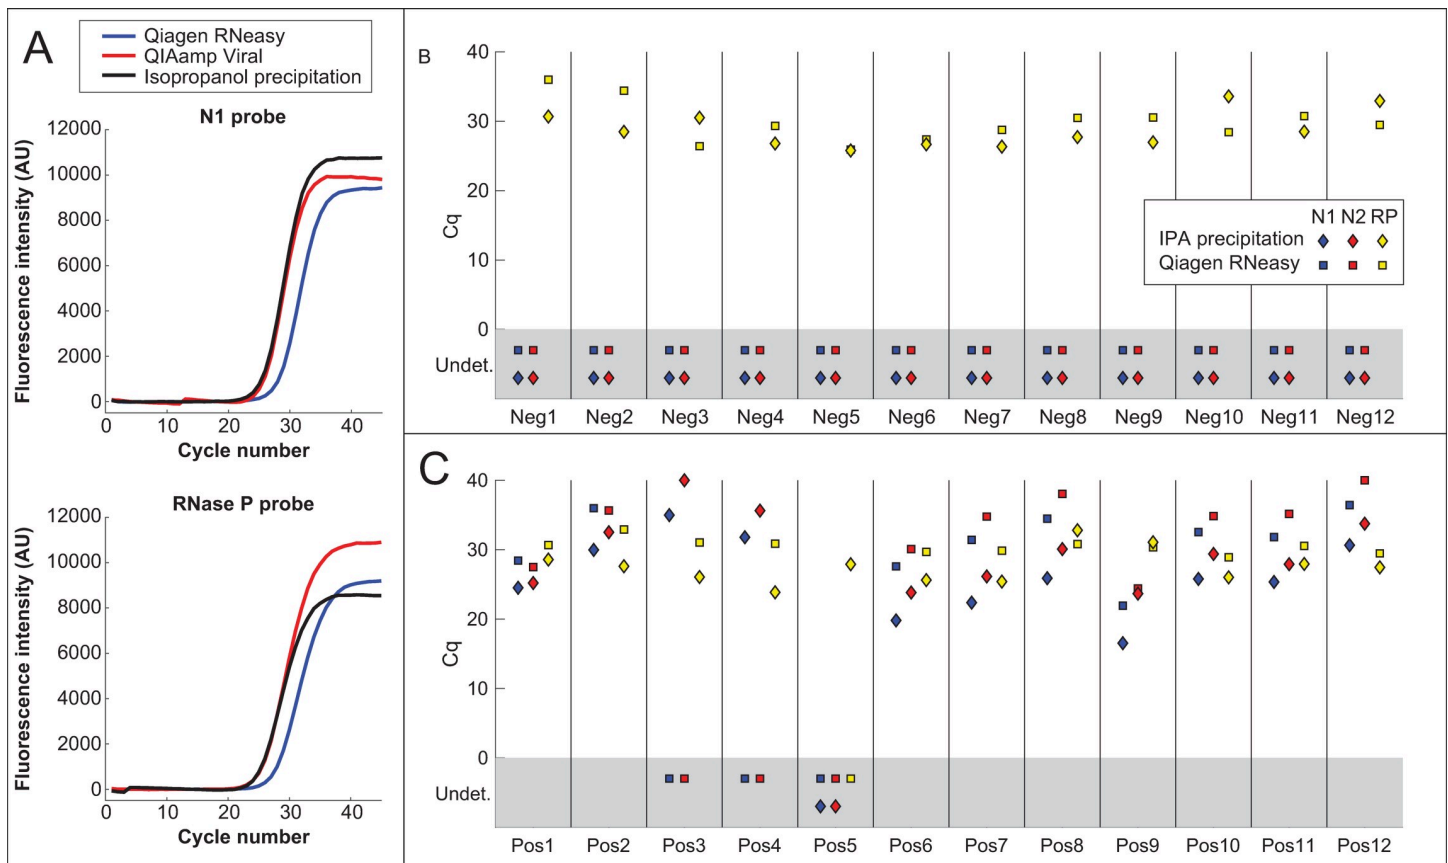 A
Qiagen RNeasy
QIAamp Viral
Isopropanol precipitation
N1 probe
Fluorescence intensity (AU)
12000
10000
8000
6000
4000
2000
0
0 10 20 30 40
Cycle number
RNase P probe
Fluorescence intensity (AU)
12000
10000
8000
6000
4000
2000
0
0 10 20 30 40
Cycle number
B
Cq
40
30
20
10
0
Undet.
N1 N2 RP
IPA precipitation
Qiagen RNeasy
Neg1 Neg2 Neg3 Neg4 Neg5 Neg6 Neg7 Neg8 Neg9 Neg10 Neg11 Neg12
C
Cq
40
30
20
10
0
Undet.
Pos1 Pos2 Pos3 Pos4 Pos5 Pos6 Pos7 Pos8 Pos9 Pos10 Pos11 Pos12